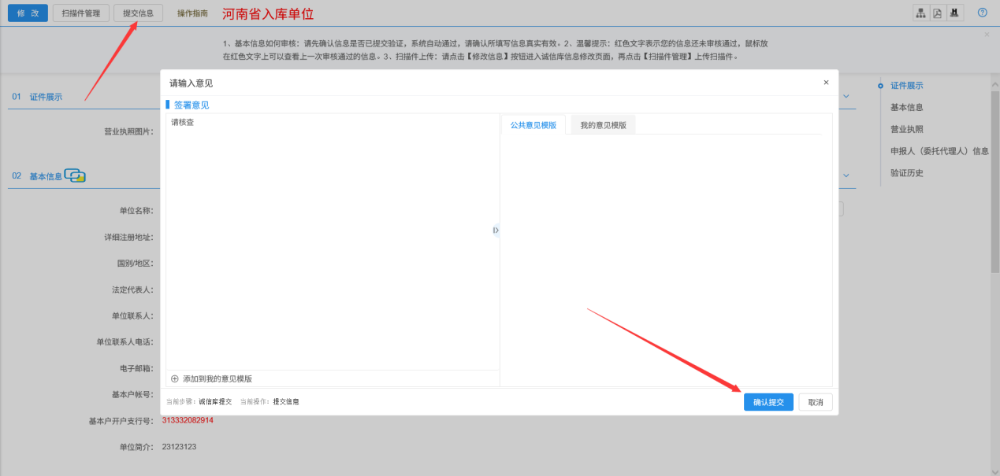 修 改 扫描件管理 提交信息 操作指南 河南省入库单位
1、基本信息如何审核：请先确认信息是否已提交验证，系统自动通过，请确认所填写信息真实有效。2、温馨提示：红色文字表示您的信息还未审核通过，鼠标放
在红色文字上可以查看上一次审核通过的信息。3、扫描件上传：请点击【修改信息】按钮进入诚信库信息修改页面，再点击【扫描件管理】上传扫描件。
请输入意见
签署意见
请核查
公共意见模版 我的意见模版
添加到我的意见模版
当前步骤：诚信库提交 当前操作：提交信息
确认提交 取消
01 证件展示
营业执照图片：
02 基本信息
单位名称：
详细注册地址：
国别/地区：
法定代表人：
单位联系人：
单位联系人电话：
电子邮箱：
基本户帐号：
基本户开户支行号： 313332082914
单位简介： 23123123
证件展示
基本信息
营业执照
申报人（委托代理人）信息
验证历史